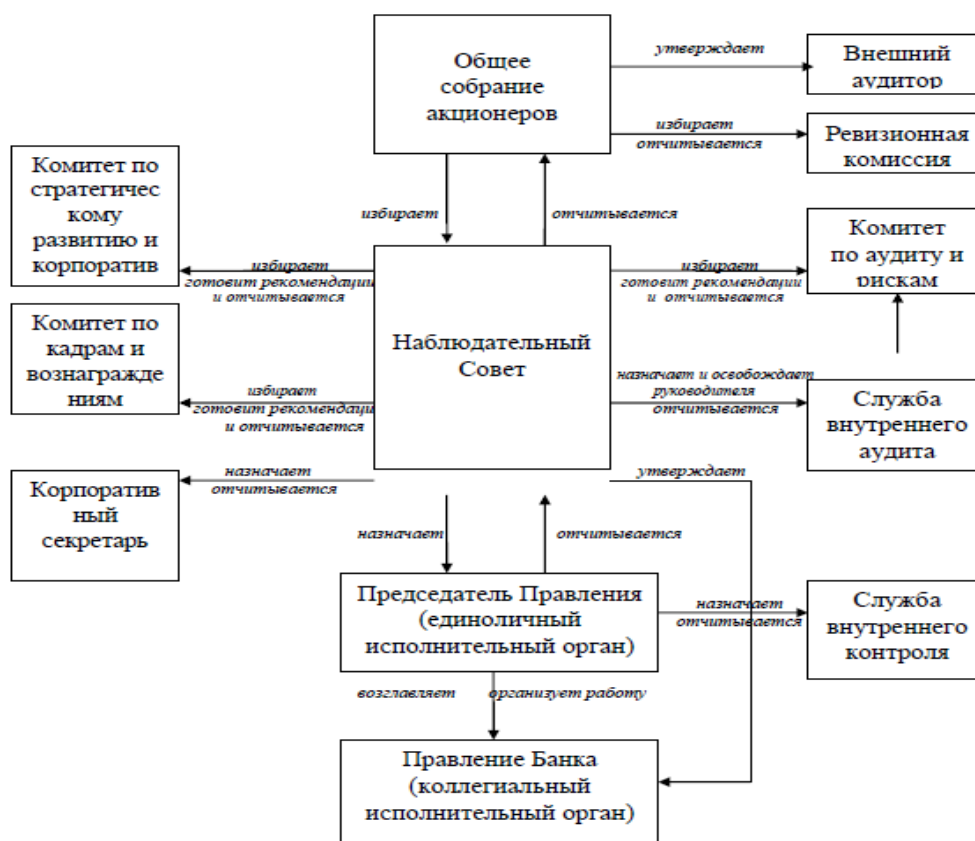 Общее
собрание
акционеров
утверждает
Внешний
аудитор
избирает
отчитывается
Ревизионная
комиссия
Комитет по
стратегичес
кому
развитию и
корпоратив
избирает
отчитывается
Комитет
по аудиту и
рискам
избирает
готовит рекомендации
и отчитывается
Наблюдательный
Совет
избирает
готовит рекомендации
и отчитывается
Комитет по
кадрам и
вознагражде
ниям
избирает
готовит рекомендаци
и отчитывается
назначает и освобождает
руководителя
отчитывается
Служба
внутреннего
аудита
Корпоратив
ный
секретарь
назначает
отчитывается
утверждает
назначает
отчитывается
Председатель Правления
(единоличный
исполнительный орган)
назначает
отчитывается
Служба
внутреннего
контроля
возглавляет
организует работу
Правление Банка
(коллегиальный
исполнительный орган)